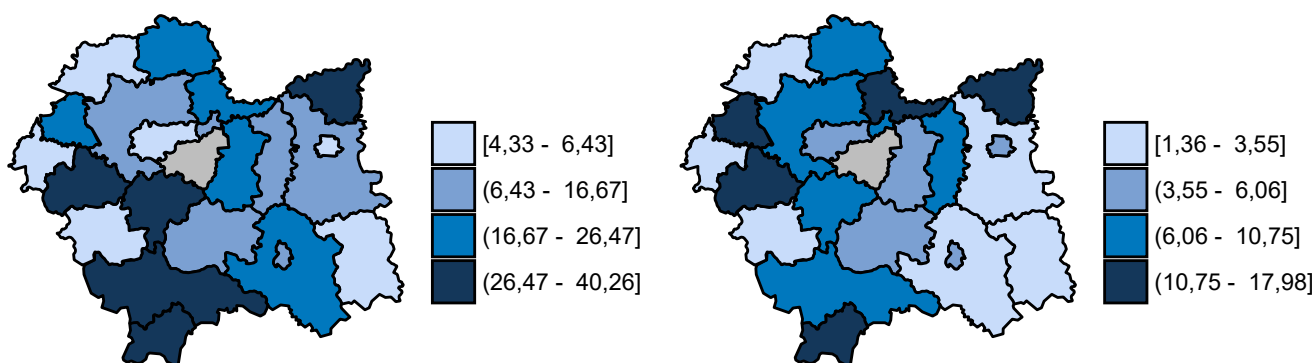 [4,33 - 6,43]
(6,43 - 16,67]
(16,67 - 26,47]
(26,47 - 40,26]
[1,36 - 3,55]
(3,55 - 6,06]
(6,06 - 10,75]
(10,75 - 17,98]